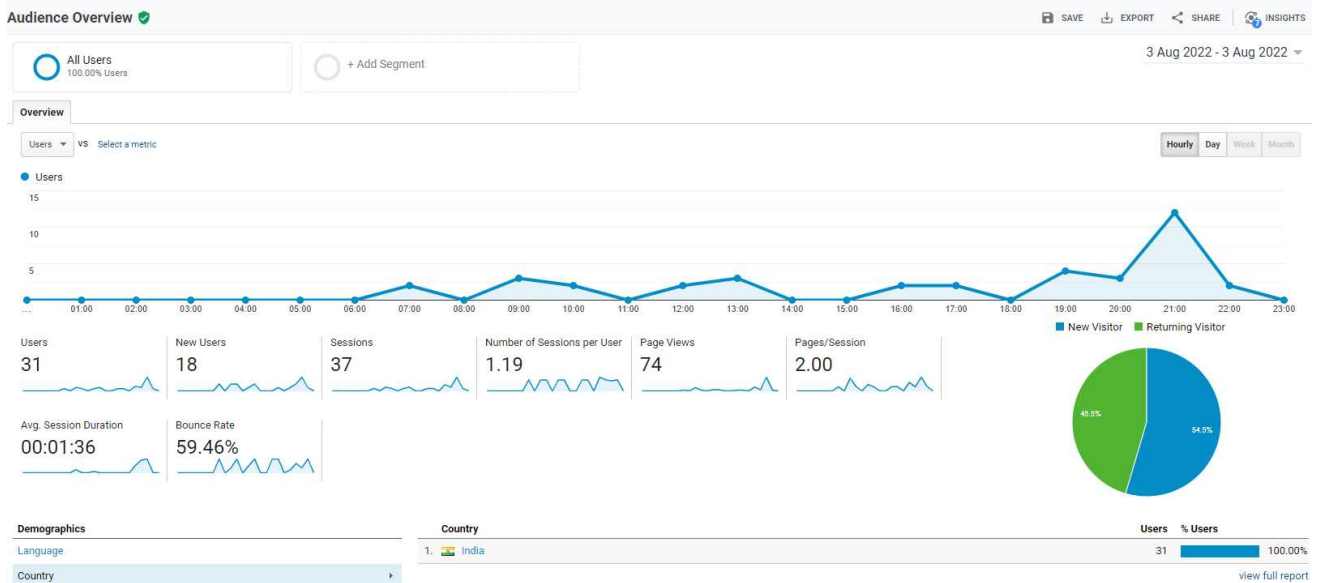 Audience Overview
SAVE EXPORT SHARE INSIGHTS
7
All Users
100.00% Users
+ Add Segment
3 Aug 2022 - 3 Aug 2022
Overview
Users VS Select a metric
Hourly Day Week Month
Users
15
10
5
... 01:00 02:00 03:00 04:00 05:00 06:00 07:00 08:00 09:00 10:00 11:00 12:00 13:00 14:00 15:00 16:00 17:00 18:00 19:00 20:00 21:00 22:00 23:00
New Visitor Returning Visitor
Users New Users Sessions Number of Sessions per User Page Views Pages/Session
31 18 37 1.19 74 2.00
45.5%
54.5%
Avg. Session Duration Bounce Rate
00:01:36 59.46%
Demographics Country Users % Users
Language 1. India 31 100.00%
Country view full report